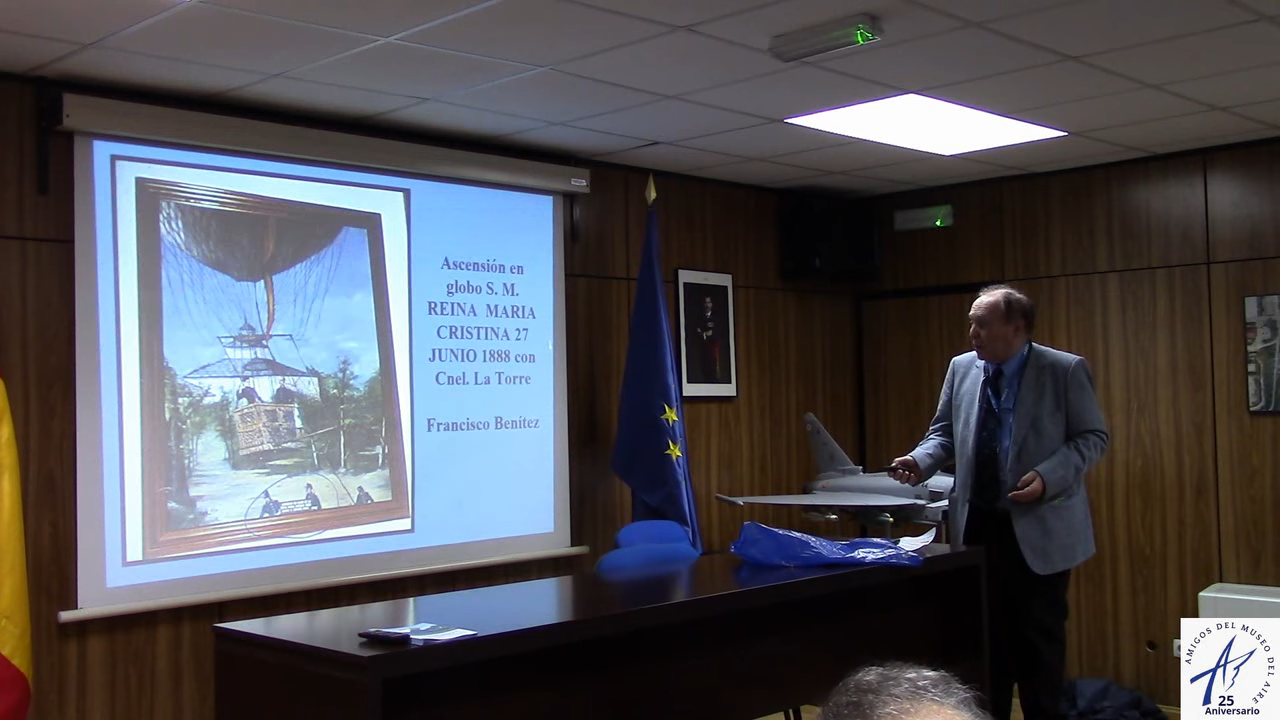 Ascensión en
globo S. M.
REINA MARIA
CRISTINA 27
JUNIO 1888 con
Cnel. La Torre
Francisco Benítez
AMIGOS DEL MUSEO DEL AIRE
25
Aniversario